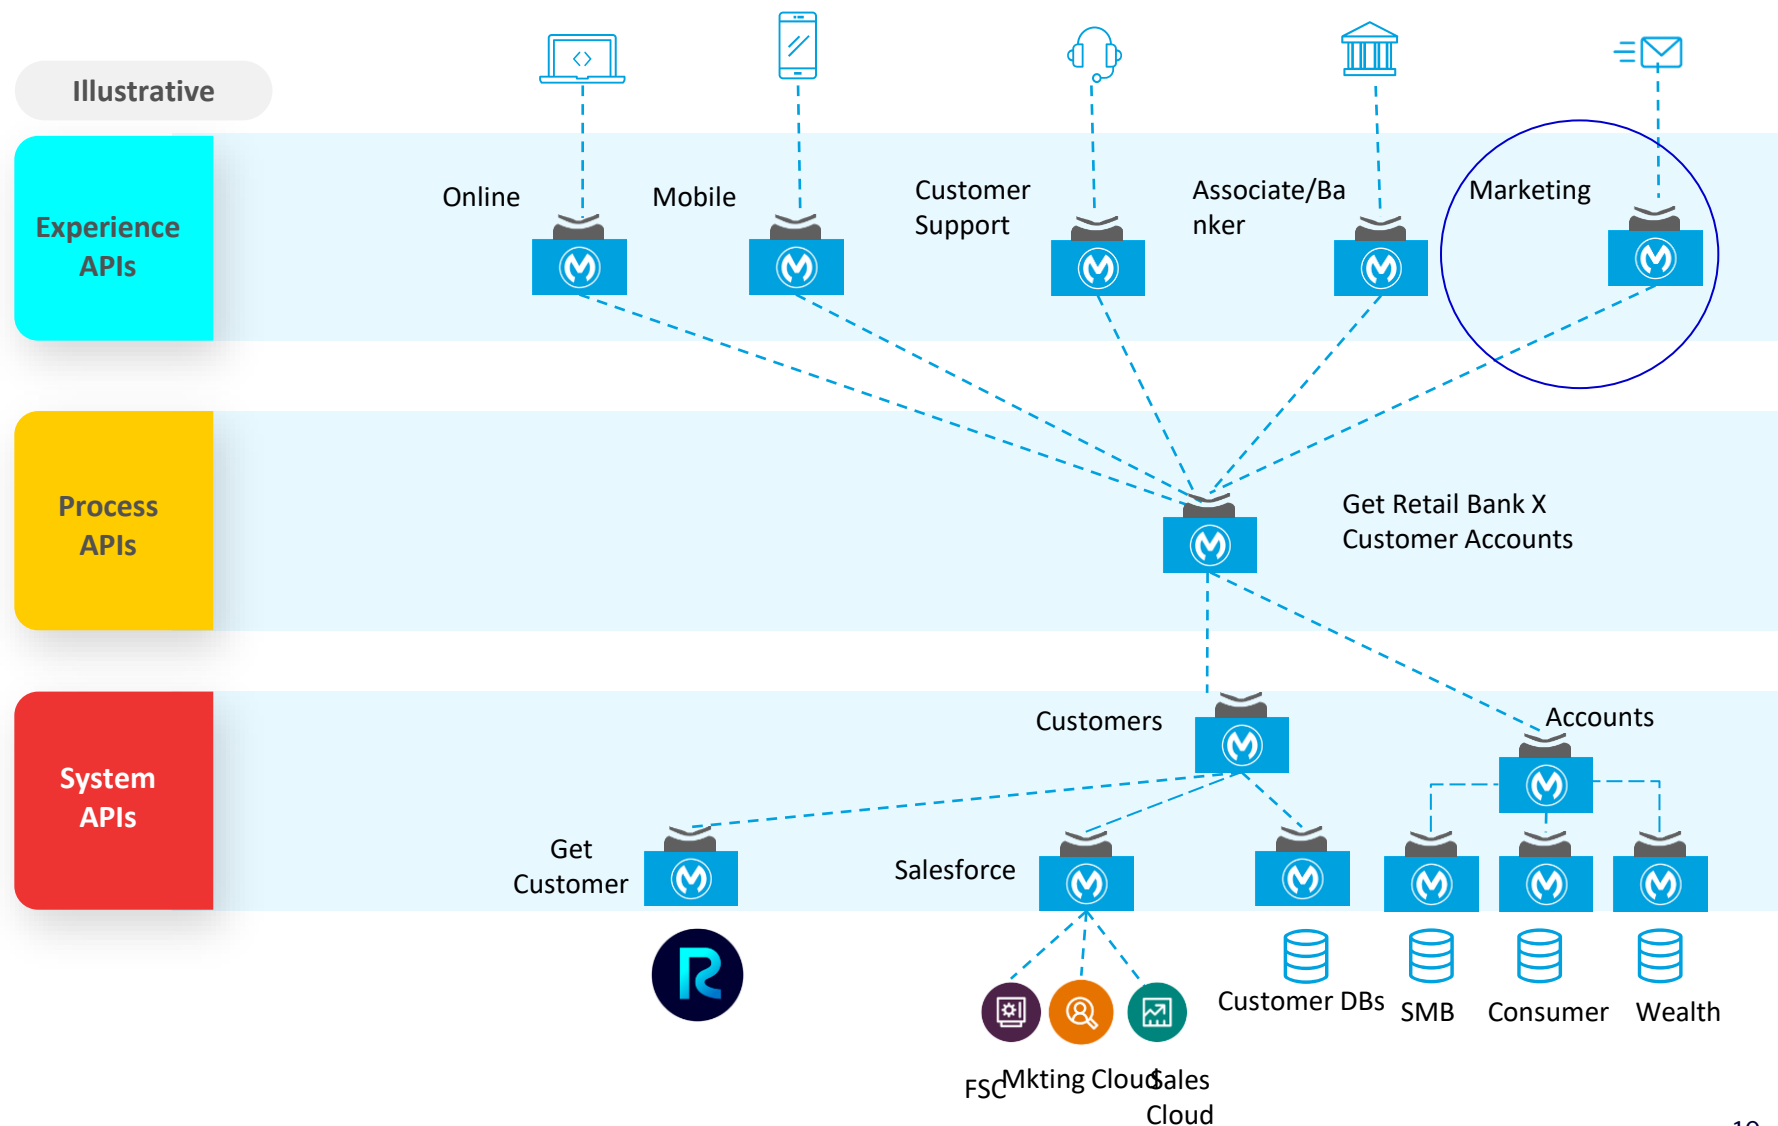 Illustrative
Experience
APIs
Online
Mobile
Customer
Support
Associate/Ba
nker
Marketing
Process
APIs
Get Retail Bank X
Customer Accounts
System
APIs
Customers
Accounts
Get
Customer
Salesforce
Customer DBs
SMB
Consumer
Wealth
FSC
Mkting Cloud
Sales
Cloud